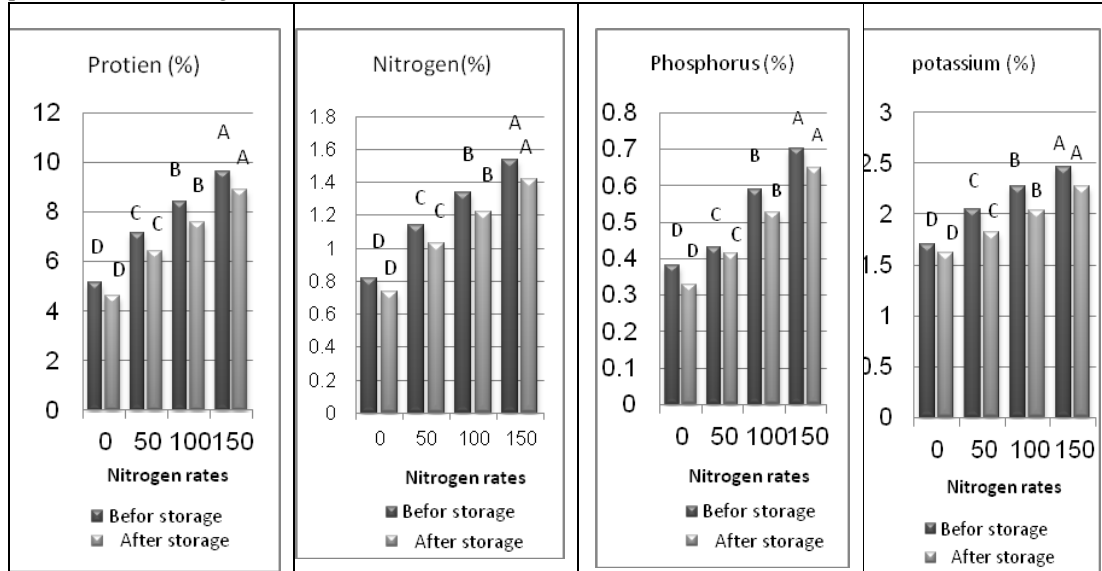 Protien (%)
12
10
8
6
4
2
0
D
D
C
C
B
B
A
A
0 50 100 150
Nitrogen rates
Befor storage
After storage
Nitrogen(%)
1.8
1.6
1.4
1.2
1
0.8
0.6
0.4
0.2
0
D
D
C
C
B
B
A
A
0 50 100 150
Nitrogen rates
Befor storage
After storage
Phosphorus (%)
0.8
0.7
0.6
0.5
0.4
0.3
0.2
0.1
0
D
D
C
C
B
B
A
A
0 50 100 150
Nitrogen rates
Befor storage
After storage
potassium (%)
3
2.5
2
1.5
1
0.5
0
D
D
C
C
B
B
A
A
0 50 100 150
Nitrogen rates
Befor storage
After storage